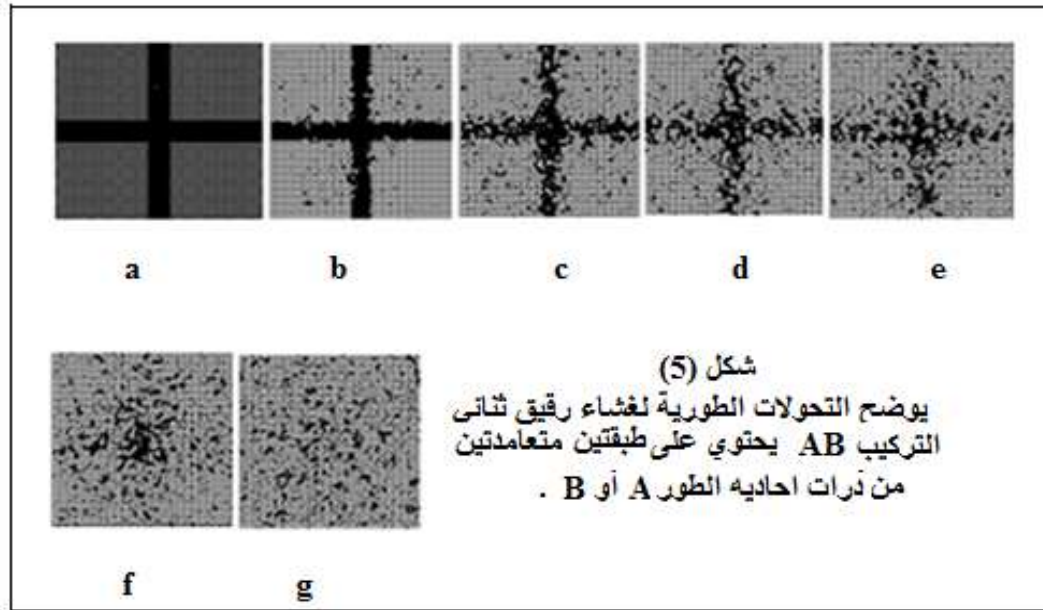 a b c d e
شكل (5)
يوضح التحولات الطورية لغشاء رقيق ثنائى
التركيب AB يحتوي على طبقتين متعامدتين
من ذرات احاديه الطور A أو B .
f g